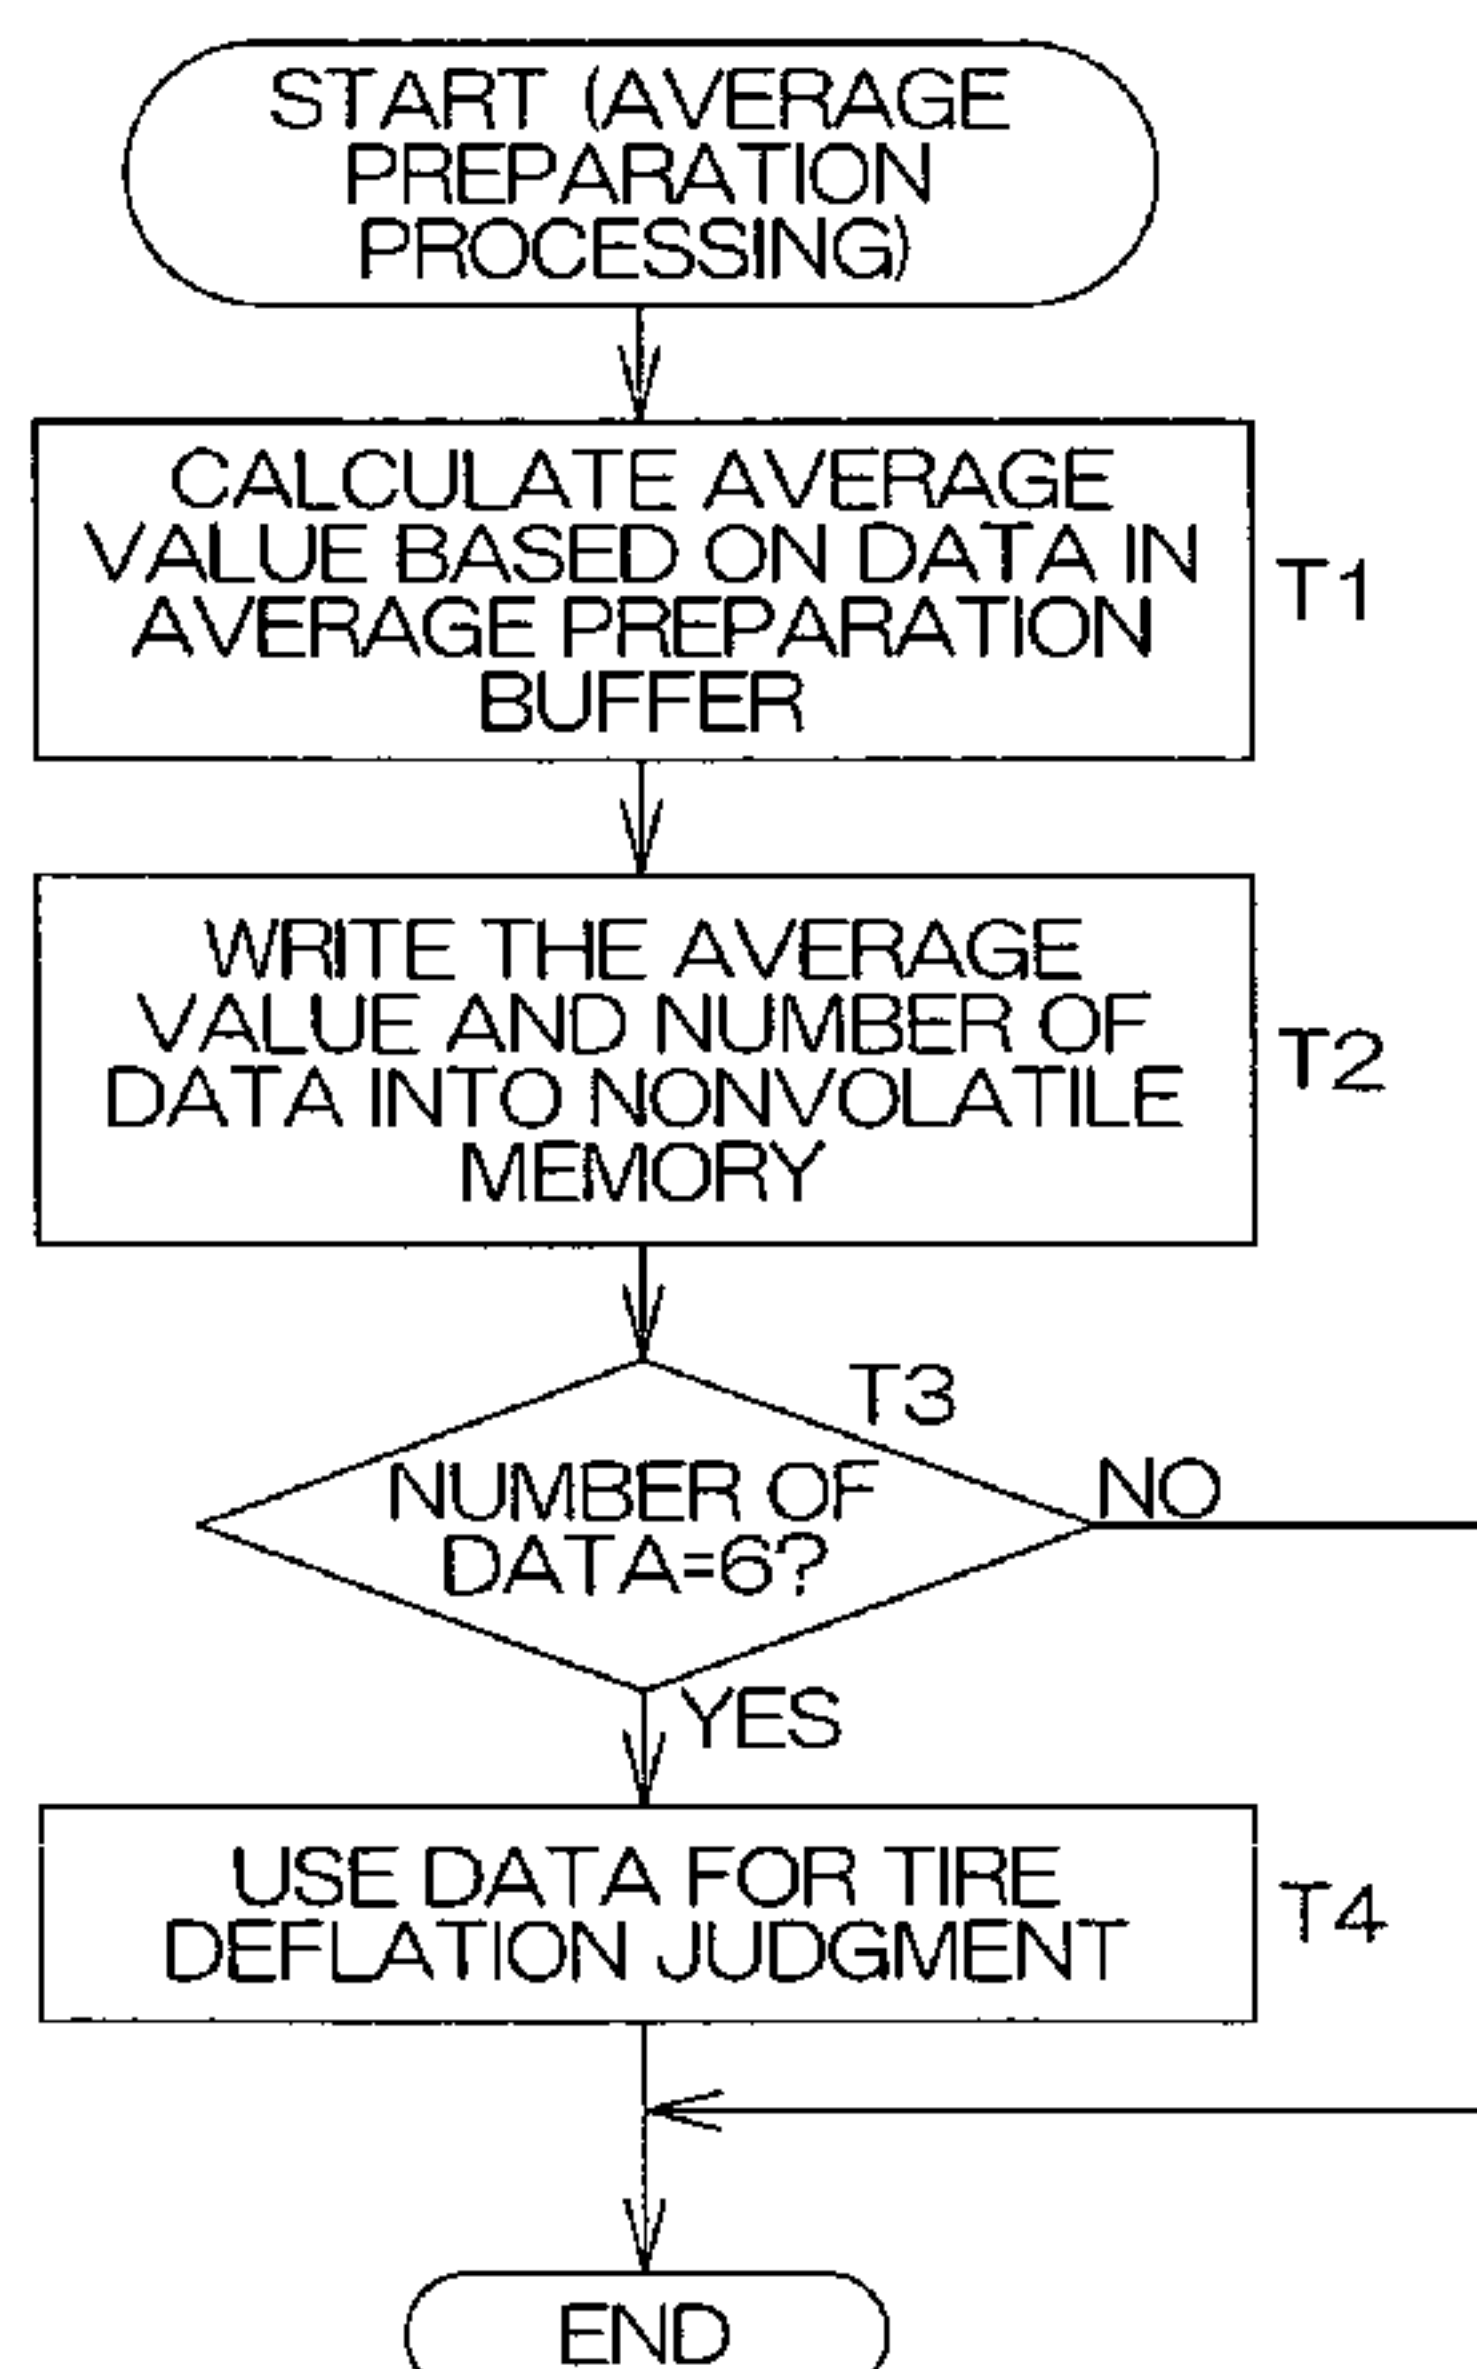 START (AVERAGE
PREPARATION
PROCESSING)
CALCULATE AVERAGE
VALUE BASED ON DATA IN
AVERAGE PREPARATION
BUFFER
T1
WRITE THE AVERAGE
VALUE AND NUMBER OF
DATA INTO NONVOLATILE
MEMORY
T2
T3
NUMBER OF
DATA=6?
NO
YES
USE DATA FOR TIRE
DEFLATION JUDGMENT
T4
END